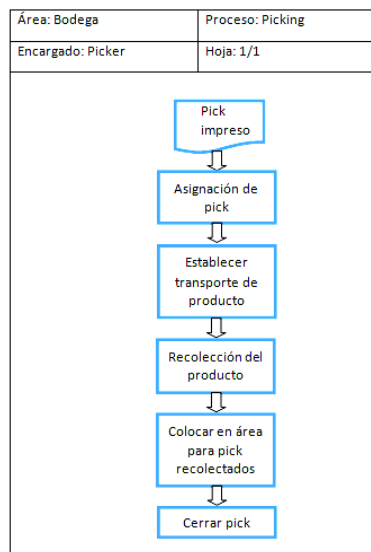 Área: Bodega
Proceso: Picking
Encargado: Picker
Hoja: 1/1
Pick
impreso
Asignación de
pick
Establecer
transporte de
producto
Recolección del
producto
Colocar en área
para pick
recolectados
Cerrar pick